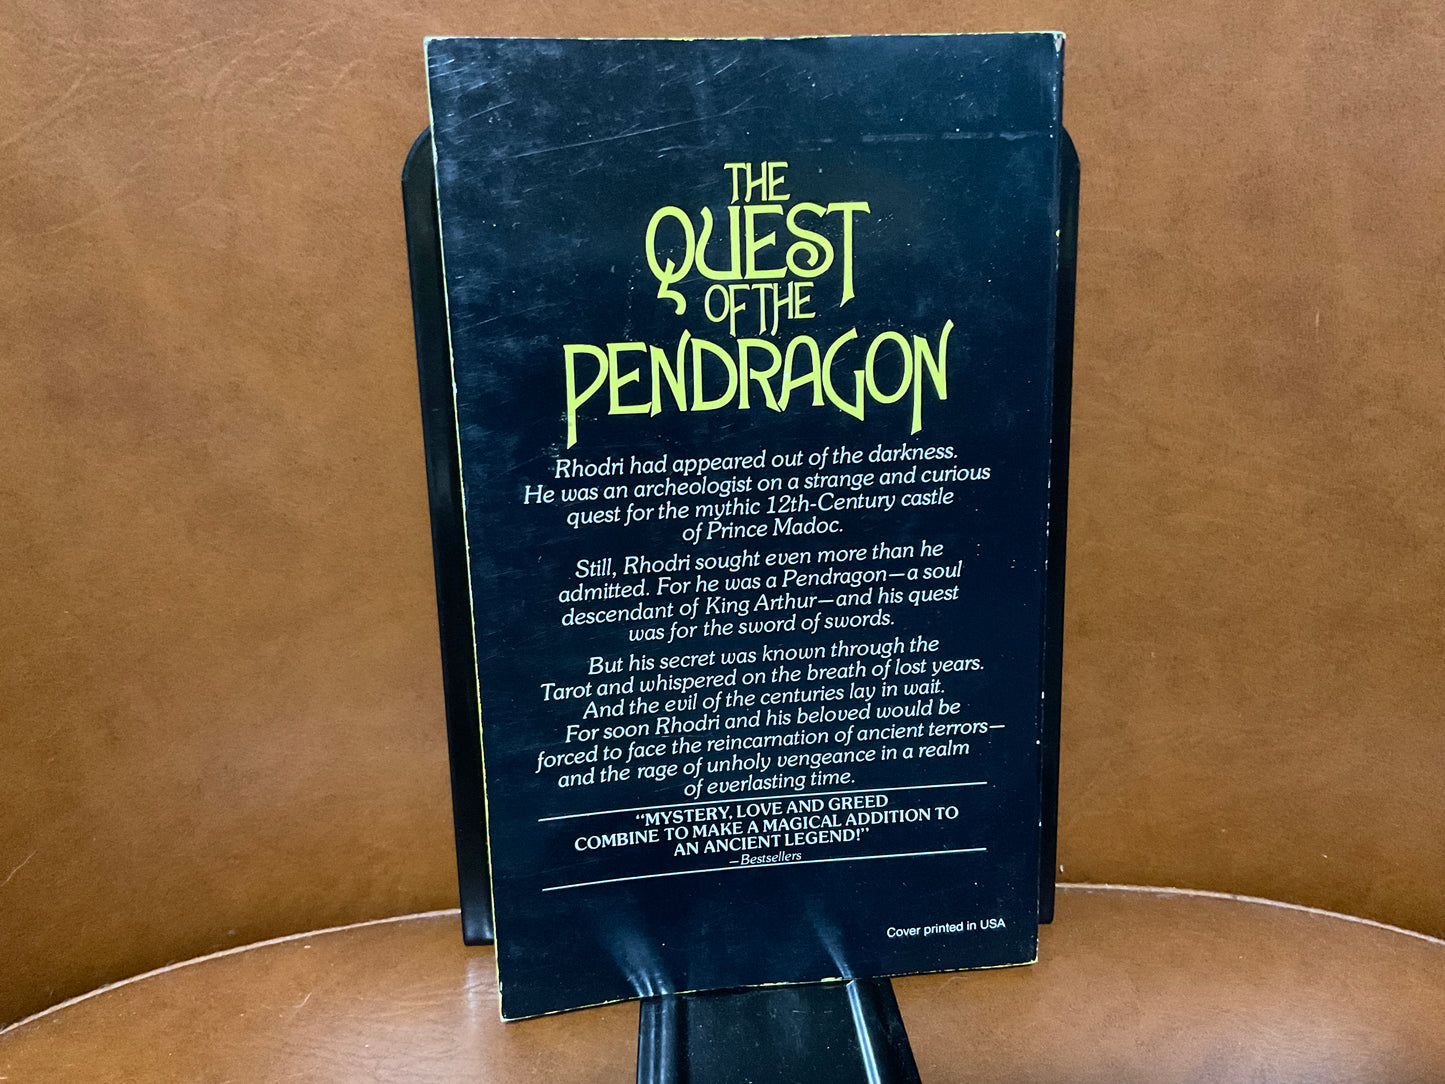 THE
QUEST
OF THE
PENDRAGON
Rhodri had appeared out of the darkness.
He was an archeologist on a strange and curious
quest for the mythic 12th-Century castle
of Prince Madoc.
Still, Rhodri sought even more than he
admitted. For he was a Pendragon—a soul
descendant of King Arthur—and his quest
was for the sword of swords.
But his secret was known through the
Tarot and whispered on the breath of lost years.
And the evil of the centuries lay in wait.
For soon Rhodri and his beloved would be
forced to face the reincarnation of ancient terrors—
and the rage of unholy vengeance in a realm
of everlasting time.
"MYSTERY, LOVE AND GREED
COMBINE TO MAKE A MAGICAL ADDITION TO
AN ANCIENT LEGEND!"
—Bestsellers
Cover printed in USA